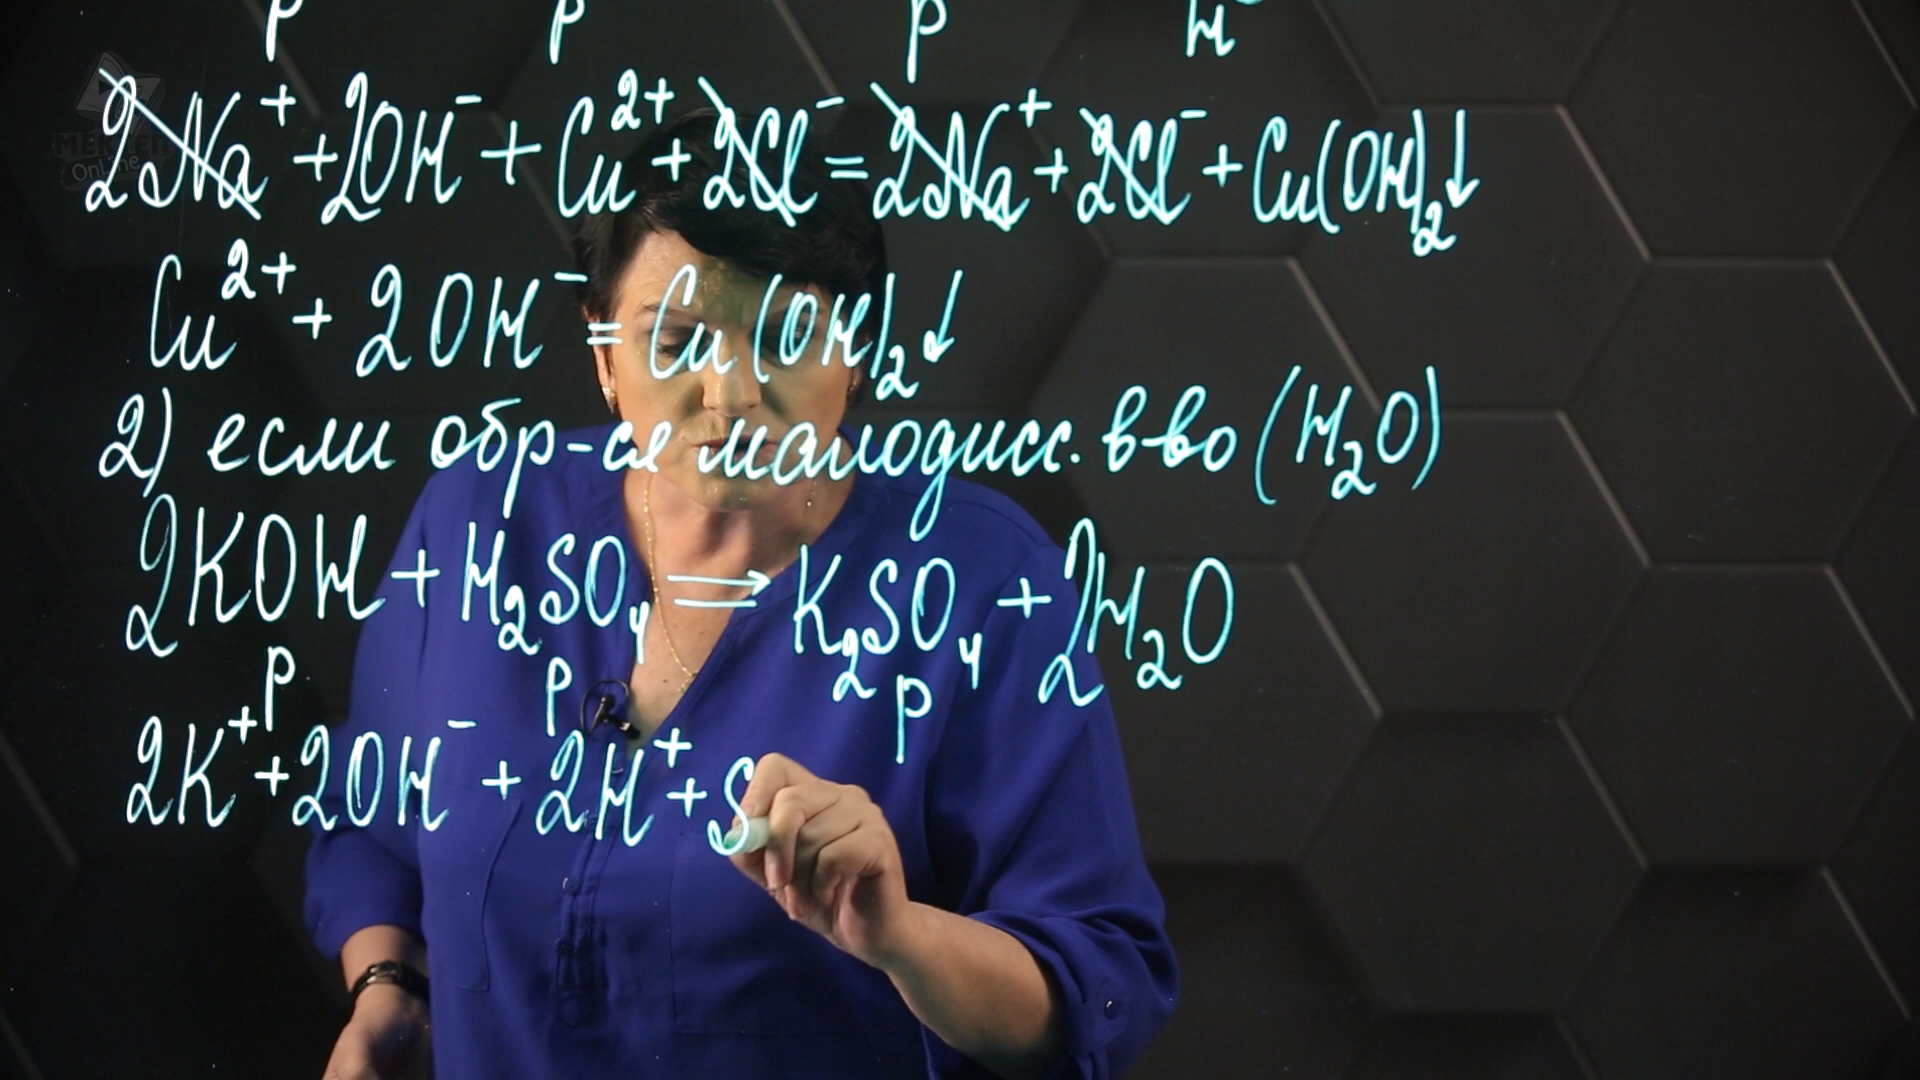 р р р н
2Na⁺ + 2OH⁻ + Cu²⁺ + 2Cl⁻ = 2Na⁺ + 2Cl⁻ + Cu(OH)₂↓
Cu²⁺ + 2OH⁻ = Cu(OH)₂↓
2) если обр-ся малодисс. в-во (H₂O)
2KOH + H₂SO₄ ⇒ K₂SO₄ + 2H₂O
р р р
2K⁺ + 2OH⁻ + 2H⁺ + S
OnLine